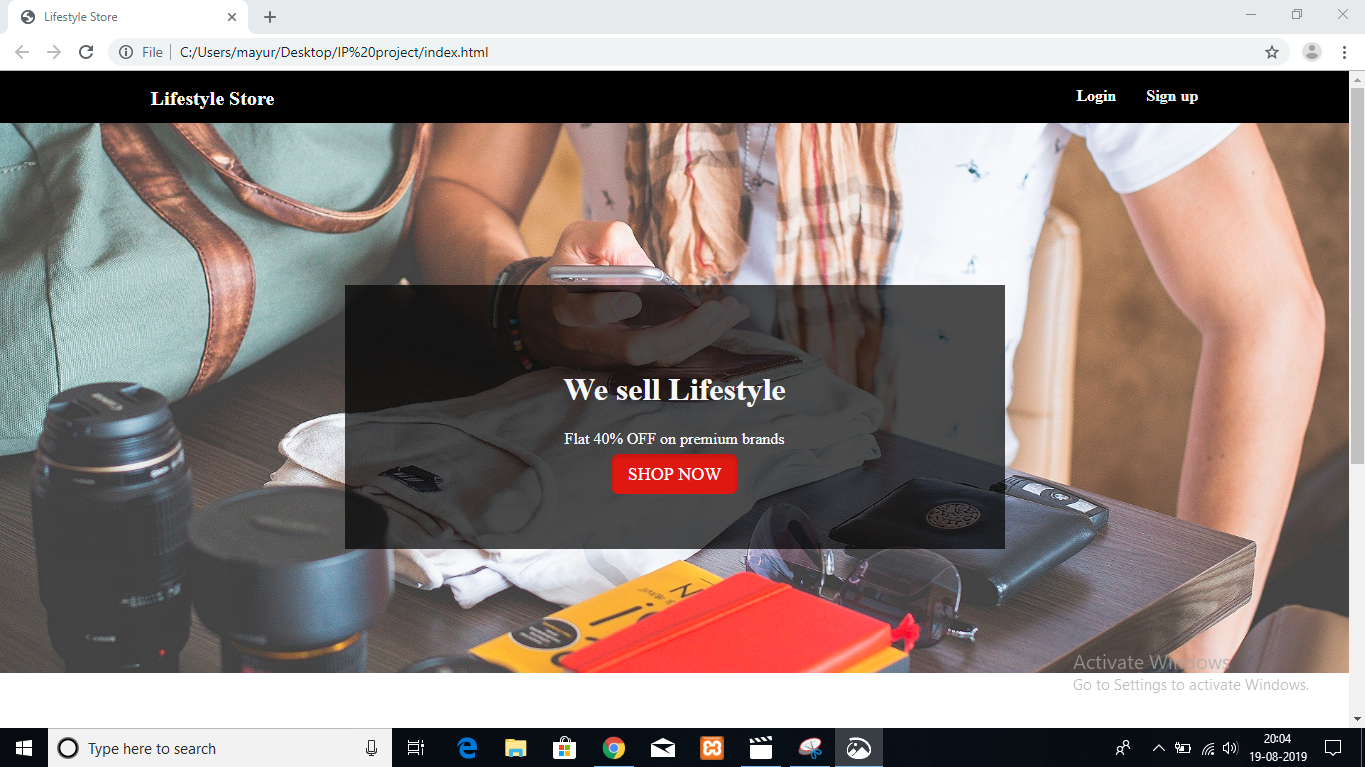 Lifestyle Store
File
C:/Users/mayur/Desktop/IP%20project/index.html
Lifestyle Store
Login
Sign up
We sell Lifestyle
Flat 40% OFF on premium brands
SHOP NOW
Canon
Activate Windows
Go to Settings to activate Windows.
Type here to search
20:04
19-08-2019